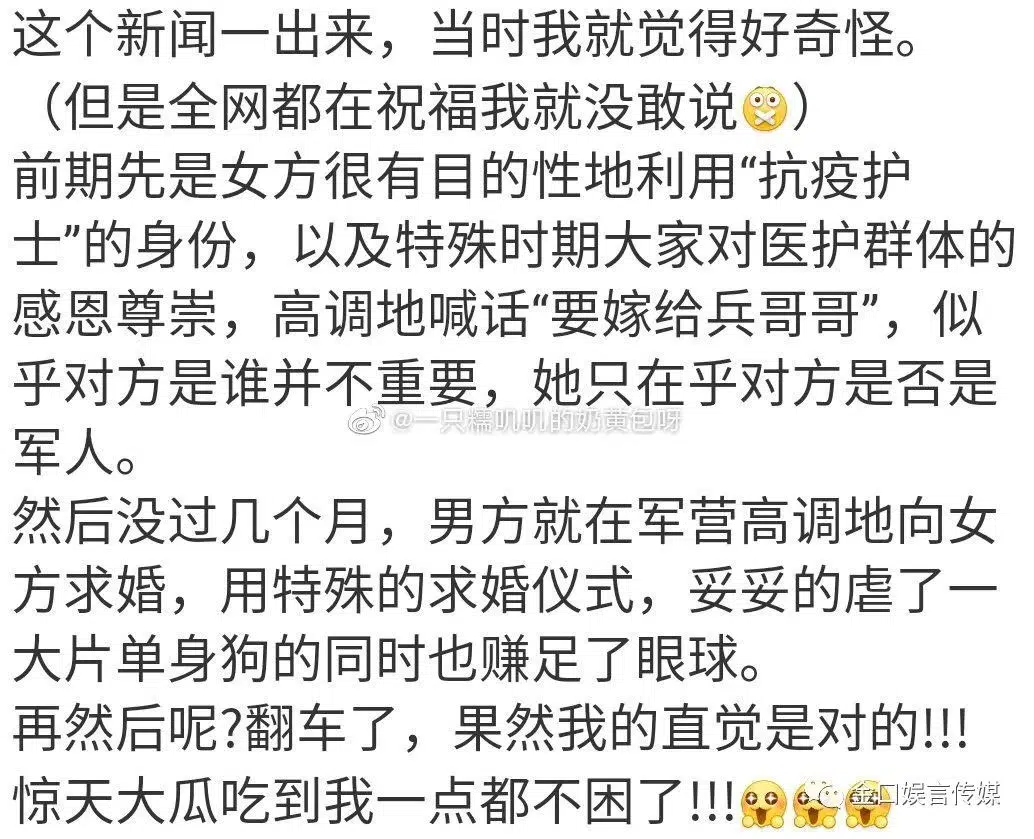 这个新闻一出来，当时我就觉得好奇怪。
（但是全网都在祝福我就没敢说）
前期先是女方很有目的性地利用“抗疫护
士”的身份，以及特殊时期大家对医护群体的
感恩尊崇，高调地喊话“要嫁给兵哥哥”，似
乎对方是谁并不重要，她只在乎对方是否是
@一只糯叽叽的奶黄包呀
军人。
然后没过几个月，男方就在军营高调地向女
方求婚，用特殊的求婚仪式，妥妥的虐了一
大片单身狗的同时也赚足了眼球。
再然后呢?翻车了，果然我的直觉是对的!!!
惊天大瓜吃到我一点都不困了!!!
金口娱言传媒